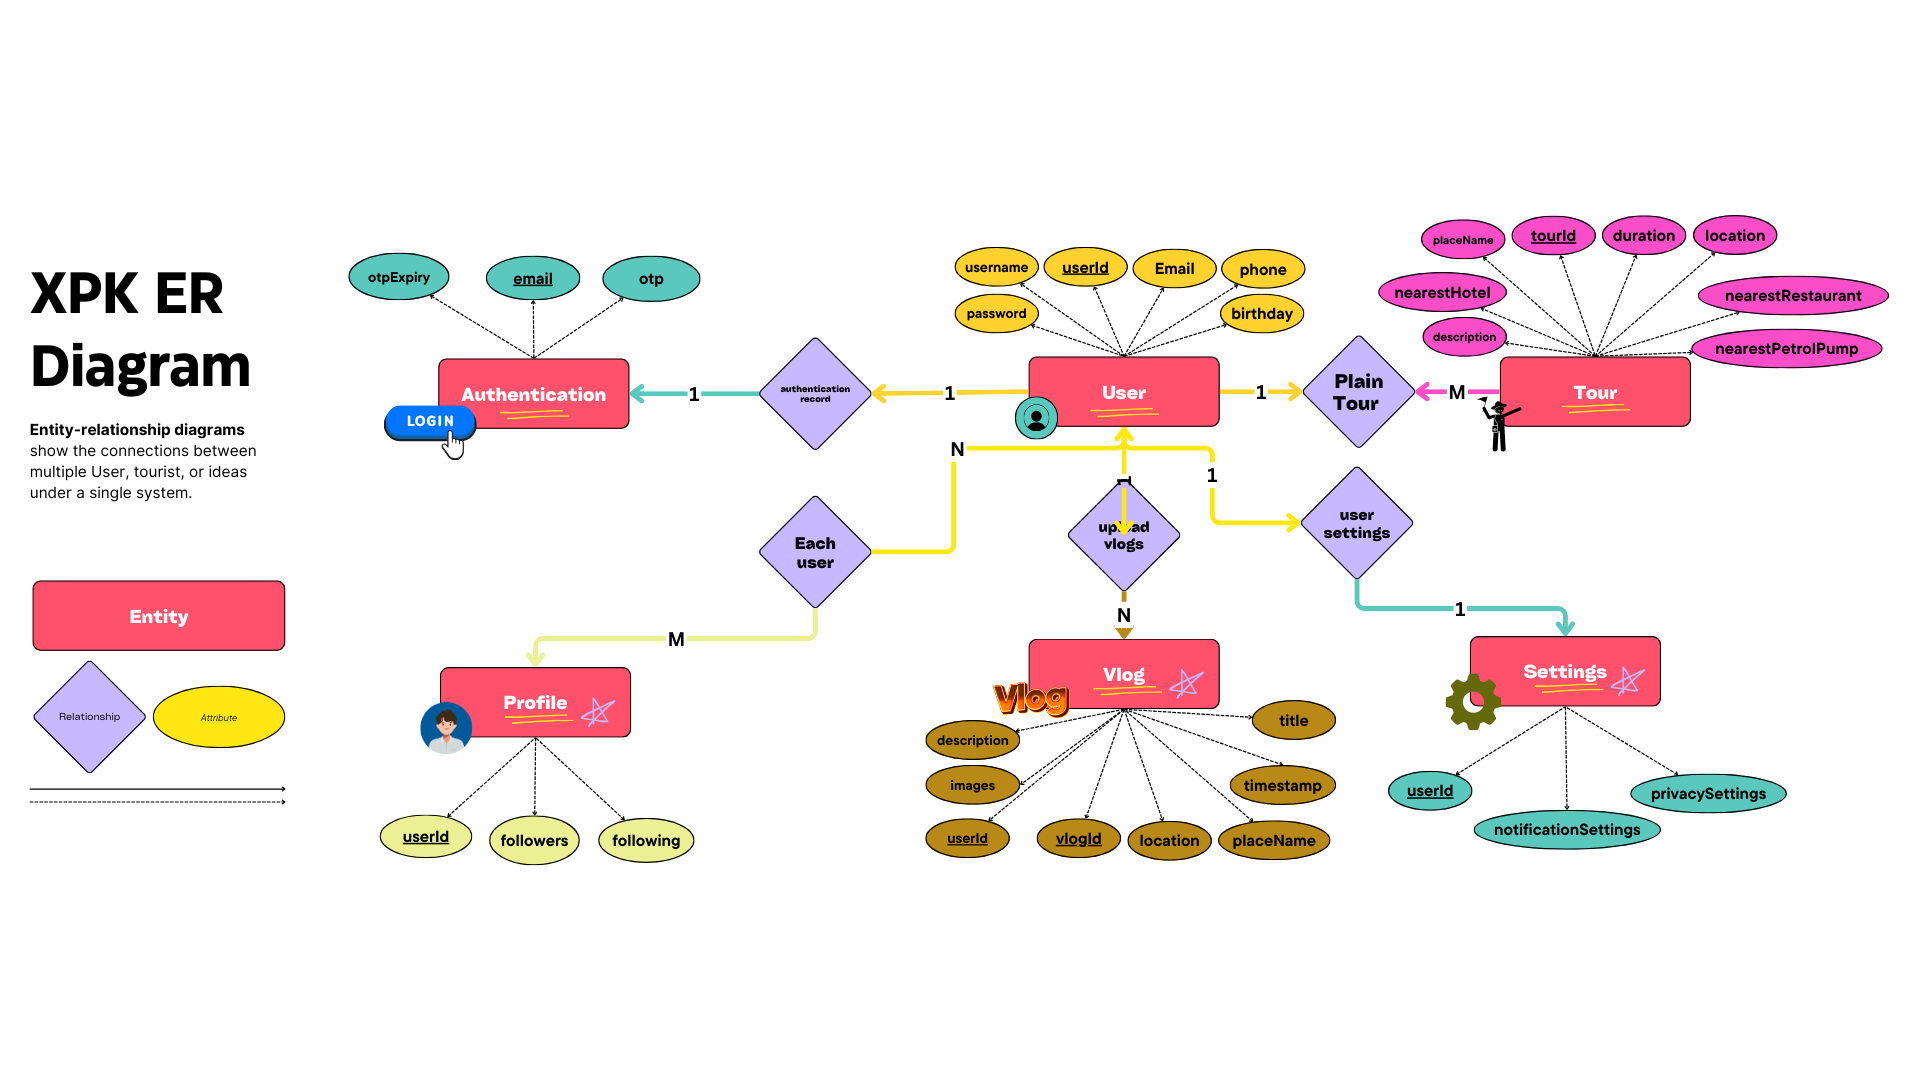 XPK ER
Diagram
Entity-relationship diagrams
show the connections between
multiple User, tourist, or ideas
under a single system.
Entity
Relationship
Attribute
otpExpiry
email
otp
Authentication
LOGIN
1
authentication
record
1
username
userId
Email
phone
password
birthday
User
1
Plain
Tour
M
placeName
tourId
duration
location
nearestHotel
nearestRestaurant
description
nearestPetrolPump
Tour
N
1
1
Each
user
vlogs
user
settings
M
N
1
Profile
userId
followers
following
Vlog
Vlog
description
title
images
timestamp
userId
vlogId
location
placeName
Settings
userId
privacySettings
notificationSettings